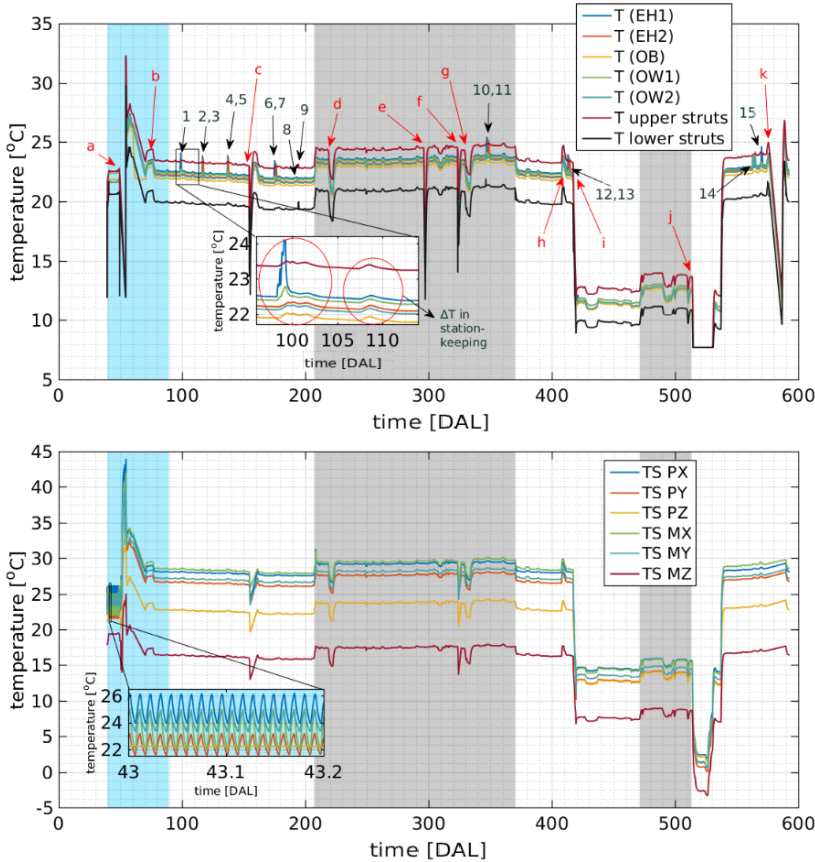 35
30
25
20
15
10
5
temperature [°C]
T (EH1)
T (EH2)
T (OB)
T (OW1)
T (OW2)
T upper struts
T lower struts
a
b
1
2,3
4,5
c
6,7
8
9
d
e
f
g
10,11
h
12,13
i
j
14
15
k
24
23
22
temperature [°C]
100 105 110
time [DAL]
ΔT in
station-
keeping
0 100 200 300 400 500 600
time [DAL]
45
40
35
30
25
20
15
10
5
0
-5
temperature [°C]
TS PX
TS PY
TS PZ
TS MX
TS MY
TS MZ
26
24
22
temperature [°C]
43 43.1 43.2
time [DAL]
0 100 200 300 400 500 600
time [DAL]